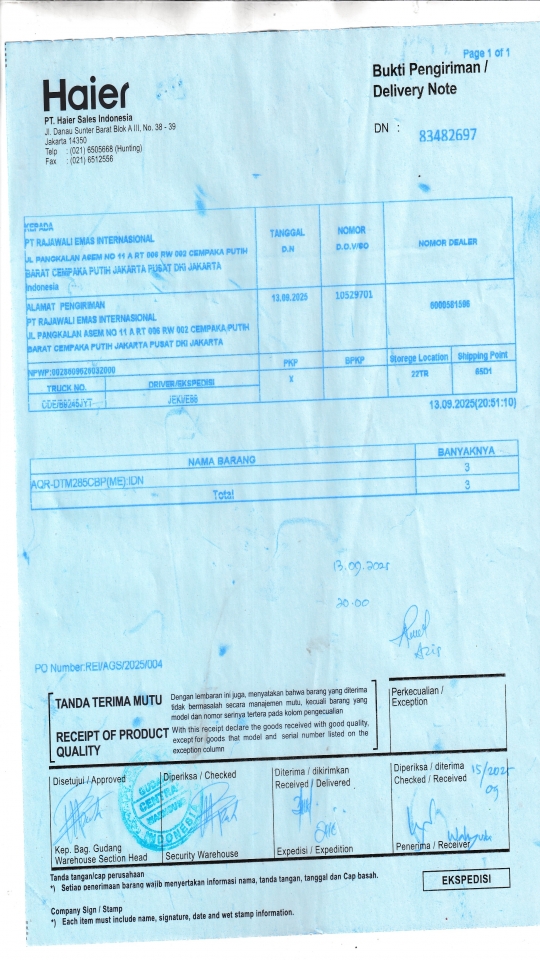 Page 1 of 1
Haier
PT. Haier Sales Indonesia
Jl. Danau Sunter Barat Blok A III, No. 38 - 39
Jakarta 14350
Telp : (021) 6505668 (Hunting)
Fax : (021) 6512556
Bukti Pengiriman /
Delivery Note
DN : 83482697
KEPADA
PT RAJAWALI EMAS INTERNASIONAL
JL PANGKALAN ASEM NO 11 A RT 006 RW 002 CEMPAKA PUTIH
BARAT CEMPAKA PUTIH JAKARTA PUSAT DKI JAKARTA
Indonesia
TANGGAL
D.N
NOMOR
D.O.V/SO
NOMOR DEALER
ALAMAT PENGIRIMAN
PT RAJAWALI EMAS INTERNASIONAL
JL PANGKALAN ASEM NO 11 A RT 006 RW 002 CEMPAKA PUTIH
BARAT CEMPAKA PUTIH JAKARTA PUSAT DKI JAKARTA
13.09.2025
10529701
NPWP:
PKP
BPKP
Storege Location
Shipping Point
TRUCK NO.
DRIVER/EKSPEDISI
X
22TR
65D1
13.09.2025(20:51:10)
NAMA BARANG
BANYAKNYA
AQR-DTM285CBP(ME):IDN
3
Total
3
13.09.2025
20.00
Azis
PO Number:REI/AGS/2025/004
TANDA TERIMA MUTU
Dengan lembaran ini juga, menyatakan bahwa barang yang diterima
tidak bermasalah secara manajemen mutu, kecuali barang yang
model dan nomor serinya tertera pada kolom pengecualian
RECEIPT OF PRODUCT
QUALITY
With this receipt declare the goods received with good quality,
except for goods that model and serial number listed on the
exception column
Perkecualian /
Exception
Disetujui / Approved
Diperiksa / Checked
Diterima / dikirimkan
Received / Delivered
Diperiksa / diterima
Checked / Received
15/2025
09
CENTRAL
INDONESIA
Kep. Bag. Gudang
Warehouse Section Head
Security Warehouse
Expedisi / Expedition
Penerima / Receiver
Tanda tangan/cap perusahaan
*) Setiao penerimaan barang wajib menyertakan informasi nama, tanda tangan, tanggal dan Cap basah.
EKSPEDISI
Company Sign / Stamp
*) Each item must include name, signature, date and wet stamp information.